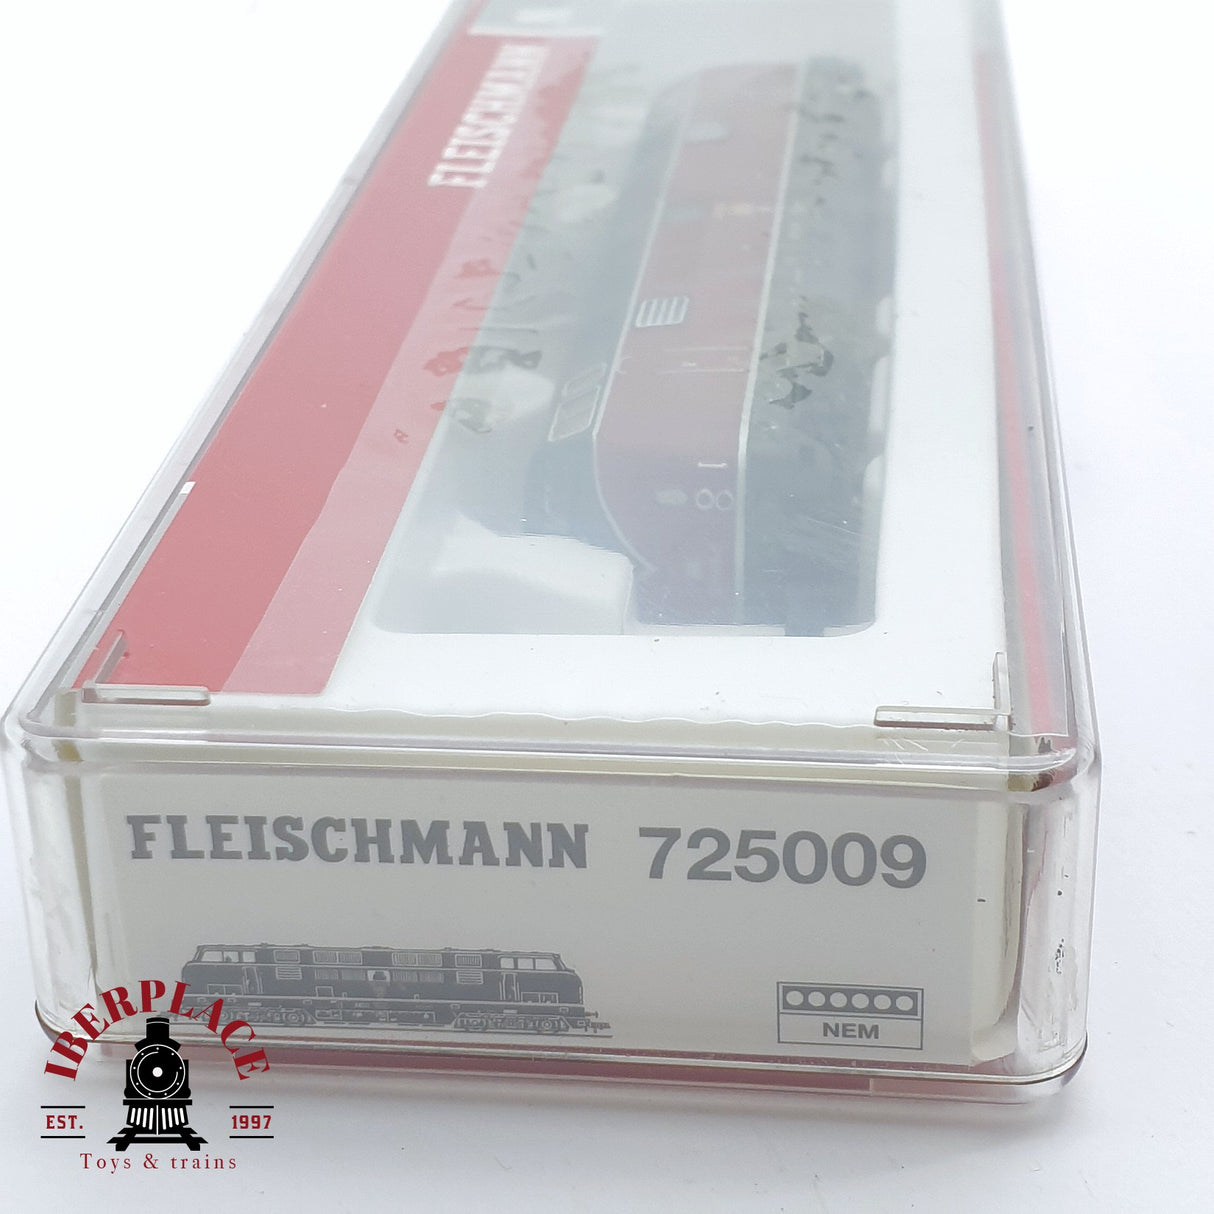 FLEISCHMANN
FLEISCHMANN 725009
NEM
IBERPLACE
EST. 1997
Toys & trains